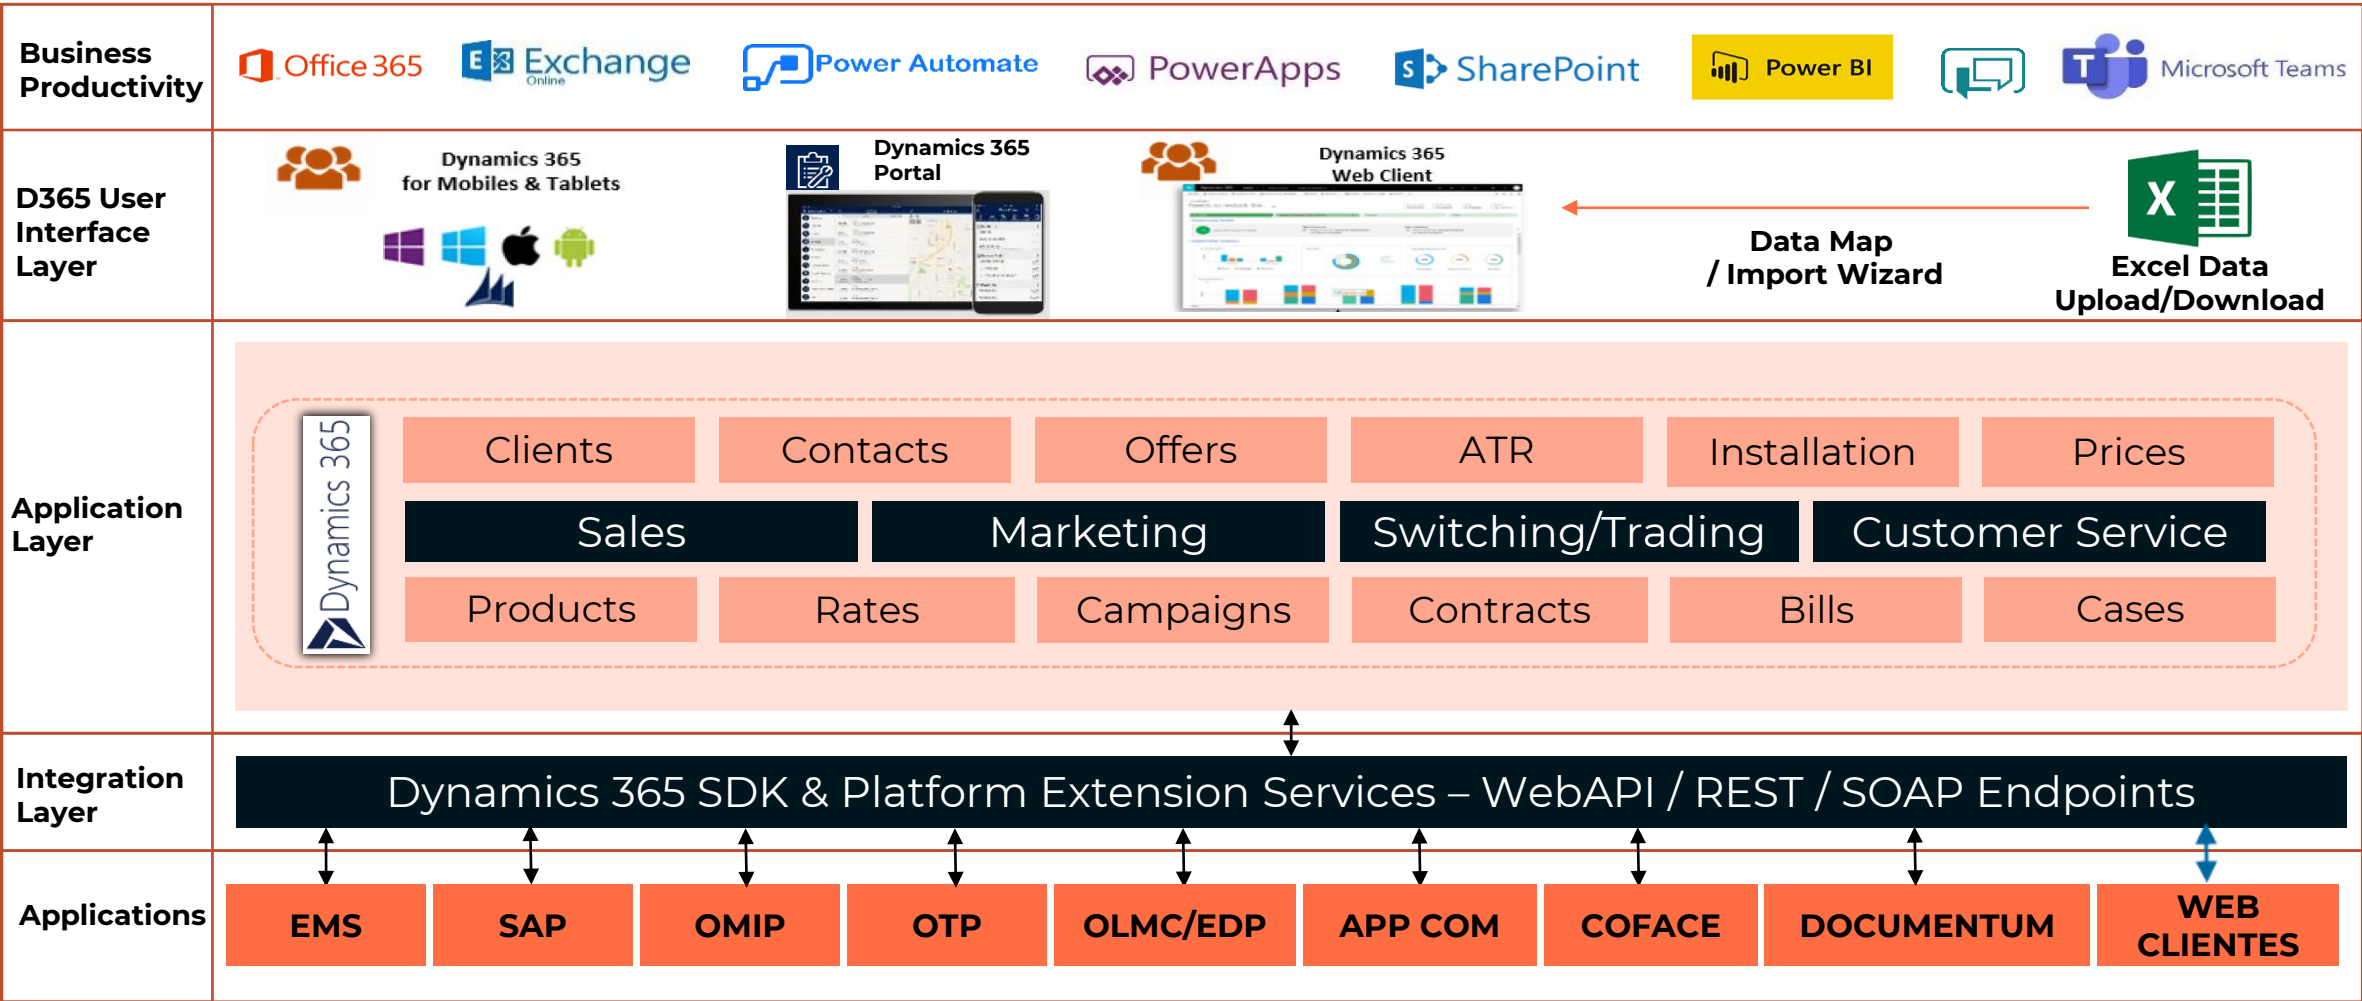 Business
Productivity
Office 365
Exchange
Online
Power Automate
PowerApps
SharePoint
Power BI
Microsoft Teams
D365 User
Interface
Layer
Dynamics 365
for Mobiles & Tablets
Dynamics 365
Portal
Dynamics 365
Web Client
Data Map
/ Import Wizard
Excel Data
Upload/Download
Application
Layer
Dynamics 365
Clients
Contacts
Offers
ATR
Installation
Prices
Sales
Marketing
Switching/Trading
Customer Service
Products
Rates
Campaigns
Contracts
Bills
Cases
Integration
Layer
Dynamics 365 SDK & Platform Extension Services – WebAPI / REST / SOAP Endpoints
Applications
EMS
SAP
OMIP
OTP
OLMC/EDP
APP COM
COFACE
DOCUMENTUM
WEB
CLIENTES